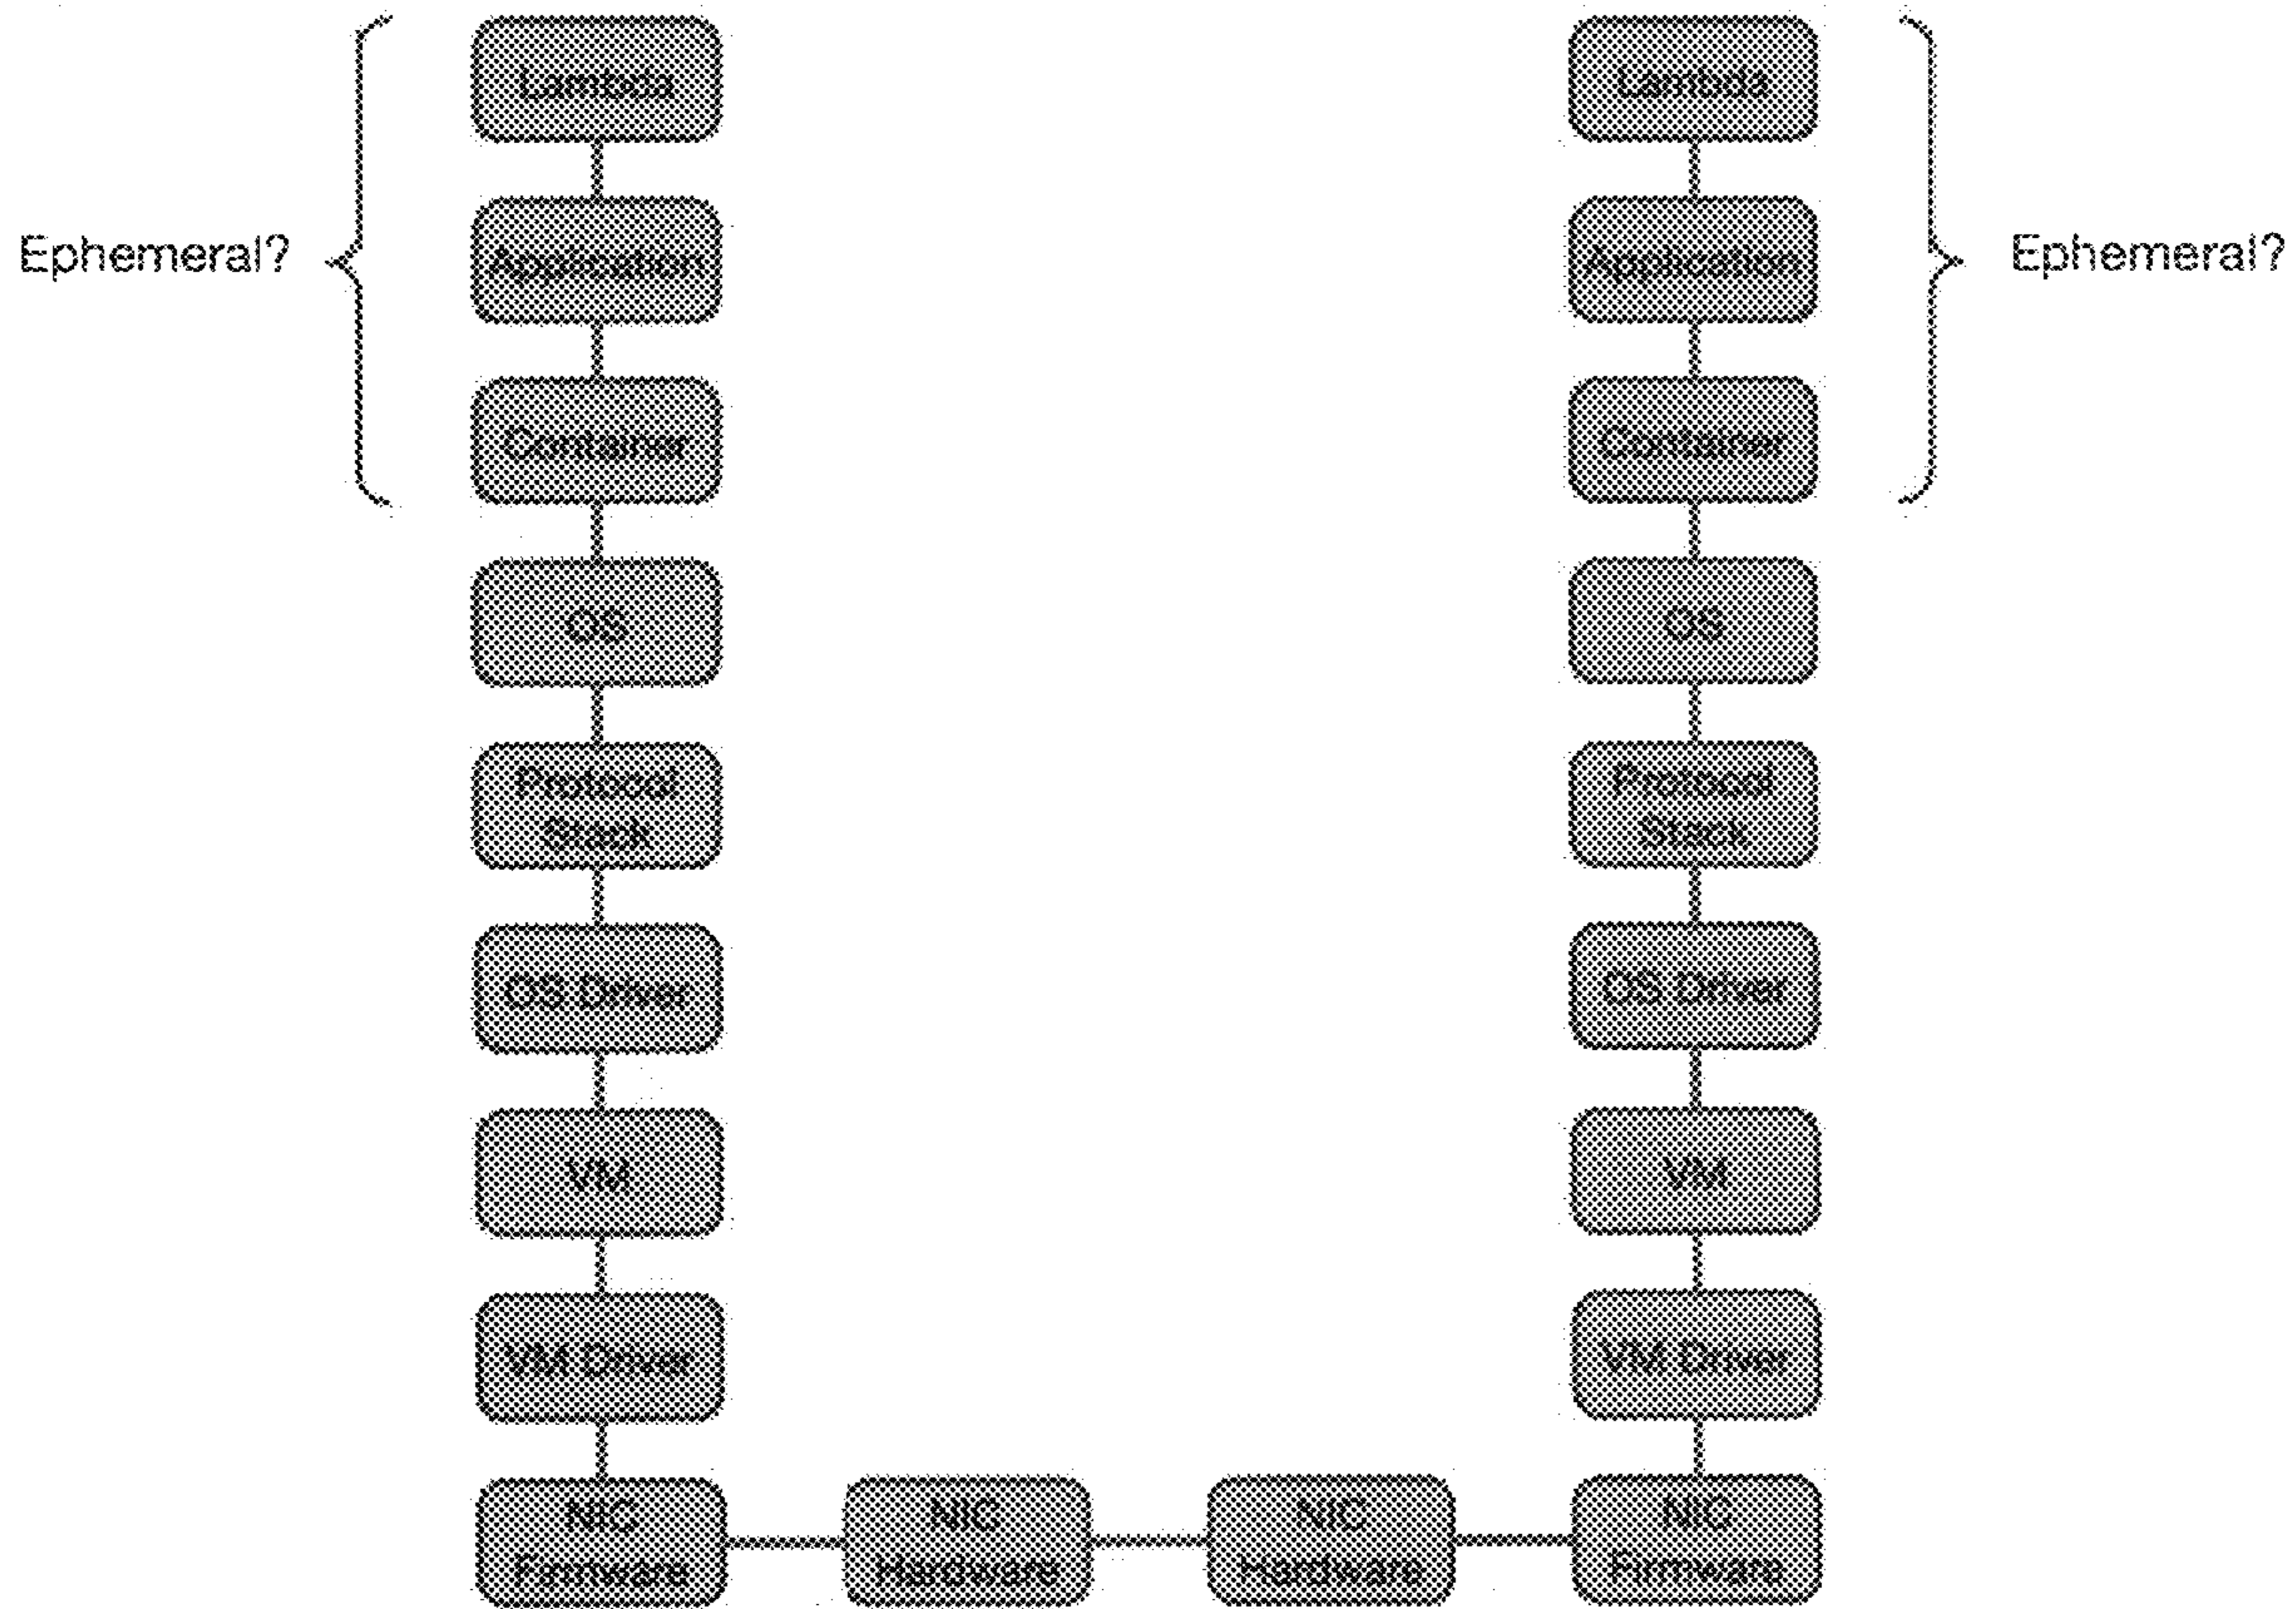 Lambda
Lambda
Application
Application
Ephemeral?
Ephemeral?
Container
Container
OS
OS
Protocol
Stack
Protocol
Stack
OS Driver
OS Driver
VM
VM
VM Driver
VM Driver
NIC
Firmware
NIC
Hardware
NIC
Hardware
NIC
Firmware